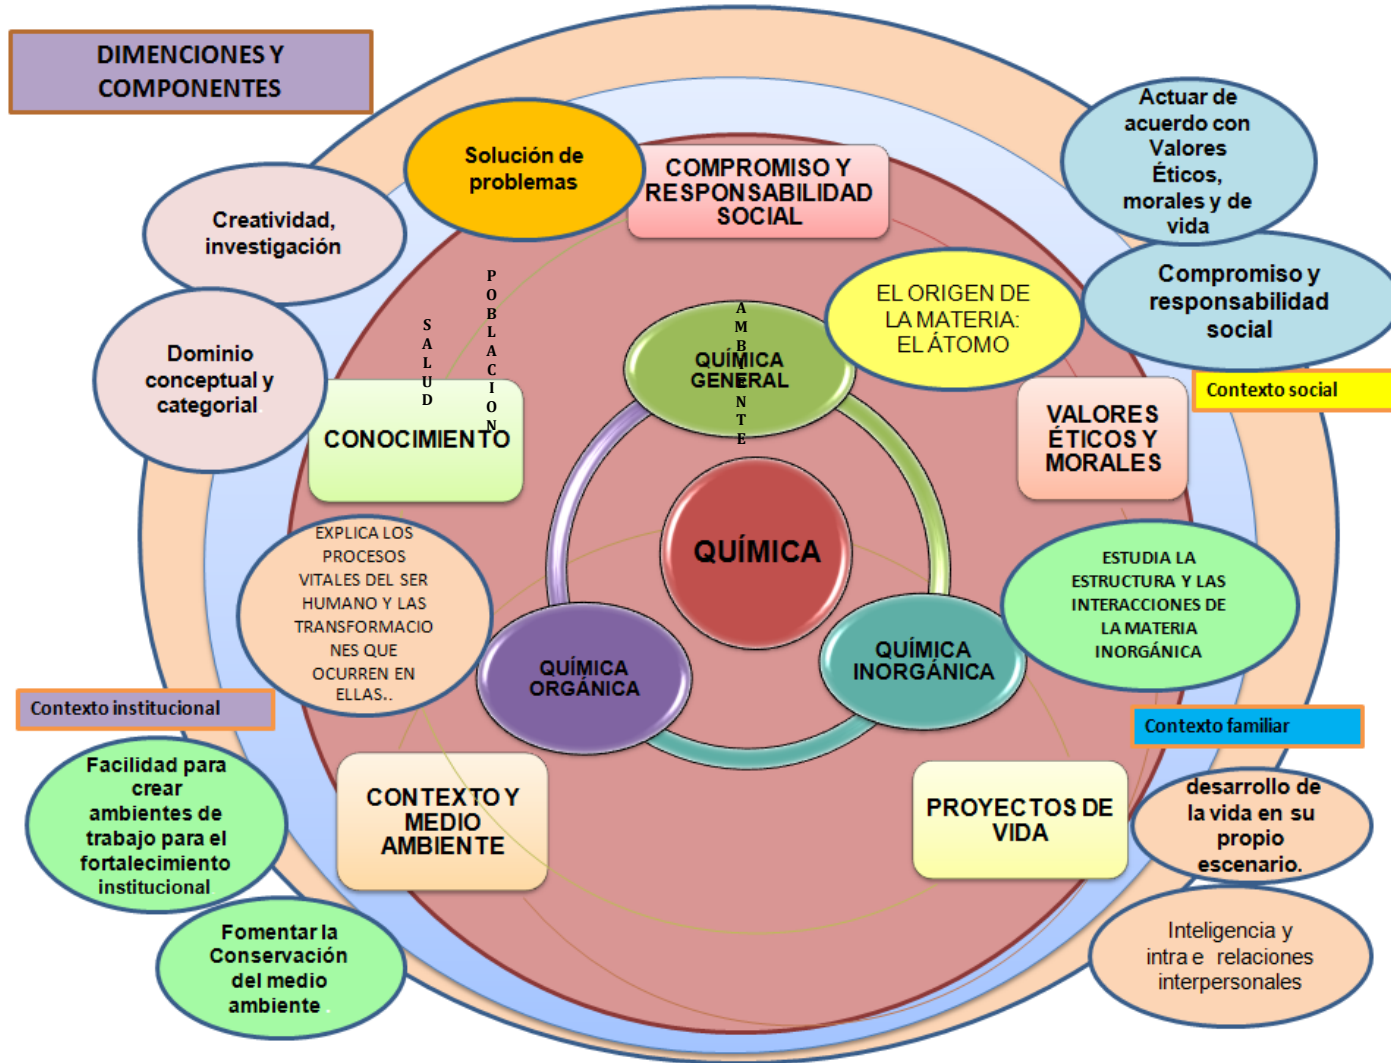 DIMENCIONES Y
COMPONENTES
Solución de
problemas
COMPROMISO Y
RESPONSABILIDAD
SOCIAL
Actuar de
acuerdo con
Valores
Éticos,
morales y de
vida
Creatividad,
investigación
Compromiso y
responsabilidad
social
Dominio
conceptual y
categorial.
SALUD
POBLACION
AMBIENTE
EL ORIGEN DE
LA MATERIA:
EL ÁTOMO
QUÍMICA
GENERAL
Contexto social
CONOCIMIENTO
VALORES
ÉTICOS Y
MORALES
QUÍMICA
EXPLICA LOS
PROCESOS
VITALES DEL SER
HUMANO Y LAS
TRANSFORMACIO
NES QUE
OCURREN EN
ELLAS..
ESTUDIA LA
ESTRUCTURA Y LAS
INTERACCIONES DE
LA MATERIA
INORGÁNICA
QUÍMICA
ORGÁNICA
QUÍMICA
INORGÁNICA
Contexto institucional
Contexto familiar
Facilidad para
crear
ambientes de
trabajo para el
fortalecimiento
institucional
CONTEXTO Y
MEDIO
AMBIENTE
PROYECTOS DE
VIDA
desarrollo de
la vida en su
propio
escenario.
Fomentar la
Conservación
del medio
ambiente .
Inteligencia y
intra e relaciones
interpersonales